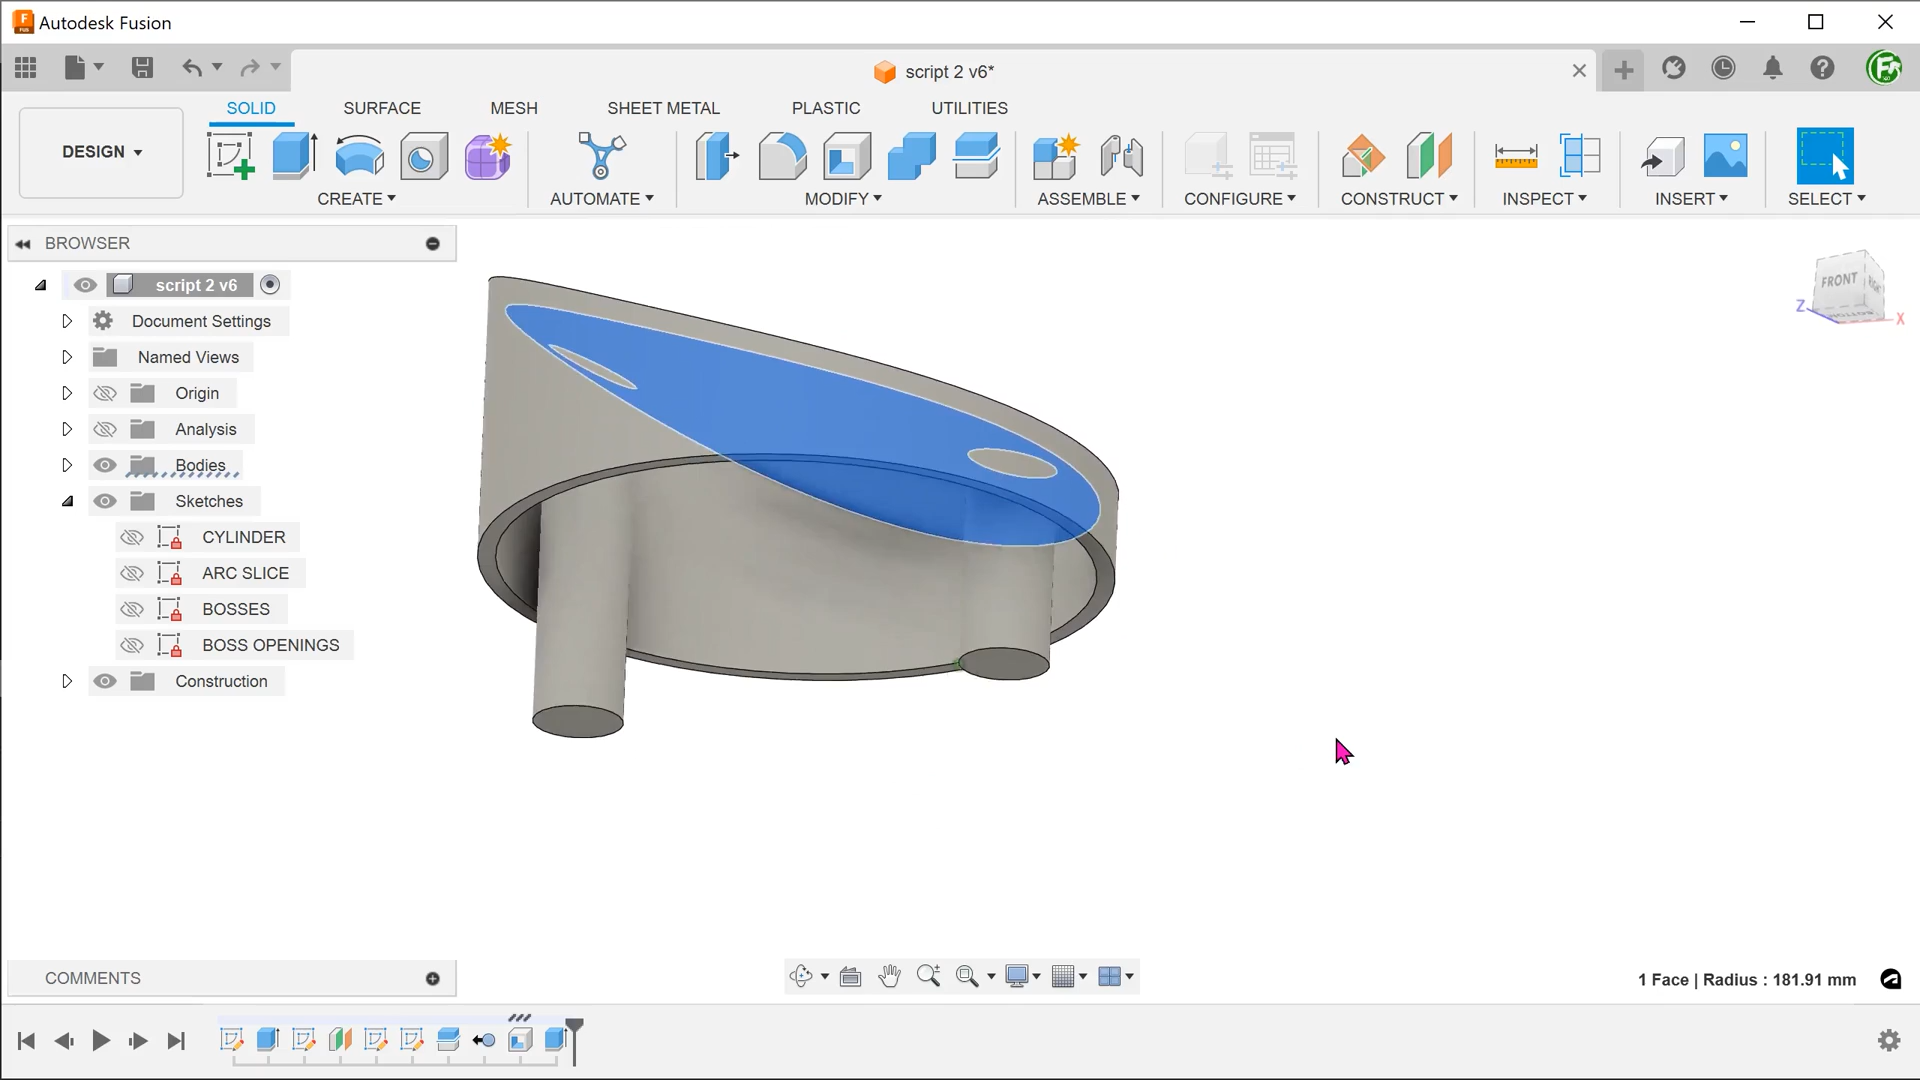 Autodesk Fusion
script 2 v6*
SOLID SURFACE MESH SHEET METAL PLASTIC UTILITIES
DESIGN
CREATE AUTOMATE MODIFY ASSEMBLE CONFIGURE CONSTRUCT INSPECT INSERT SELECT
BROWSER
script 2 v6
Document Settings
Named Views
Origin
Analysis
Bodies
Sketches
CYLINDER
ARC SLICE
BOSSES
BOSS OPENINGS
Construction
FRONT
RIGHT
BOTTOM
Z
X
COMMENTS
1 Face | Radius : 181.91 mm